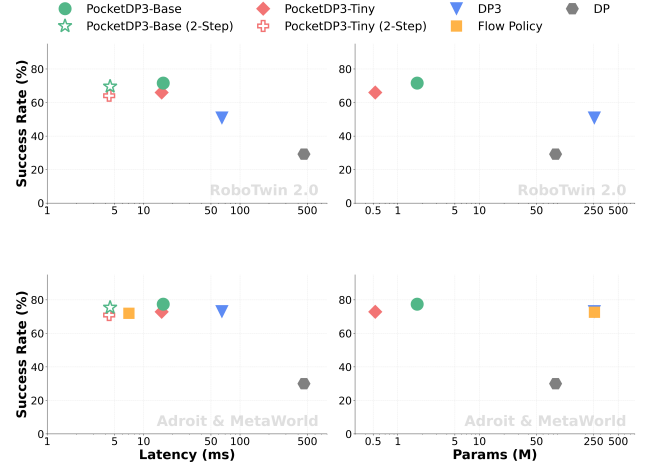 PocketDP3-Base PocketDP3-Tiny DP3 DP
PocketDP3-Base (2-Step) PocketDP3-Tiny (2-Step) Flow Policy
Success Rate (%)
80
60
40
20
0
RoboTwin 2.0
1 5 10 50 100 500
80
60
40
20
0
RoboTwin 2.0
0.5 1 5 10 50 250 500
Success Rate (%)
80
60
40
20
0
Adroit & MetaWorld
1 5 10 50 100 500
Latency (ms)
80
60
40
20
0
Adroit & MetaWorld
0.5 1 5 10 50 250 500
Params (M)